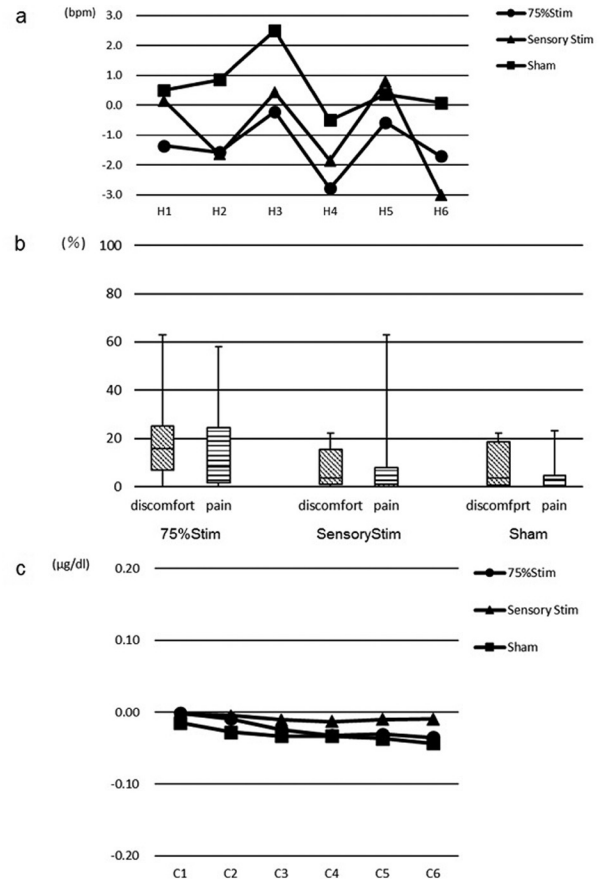 a (bpm)
3.0
2.0
1.0
0.0
-1.0
-2.0
-3.0
H1 H2 H3 H4 H5 H6
75%Stim
Sensory Stim
Sham
b (%)
100
80
60
40
20
0
discomfort pain discomfort pain discomfprt pain
75%Stim SensoryStim Sham
c (μg/dl)
0.20
0.10
0.00
-0.10
-0.20
C1 C2 C3 C4 C5 C6
75%Stim
Sensory Stim
Sham